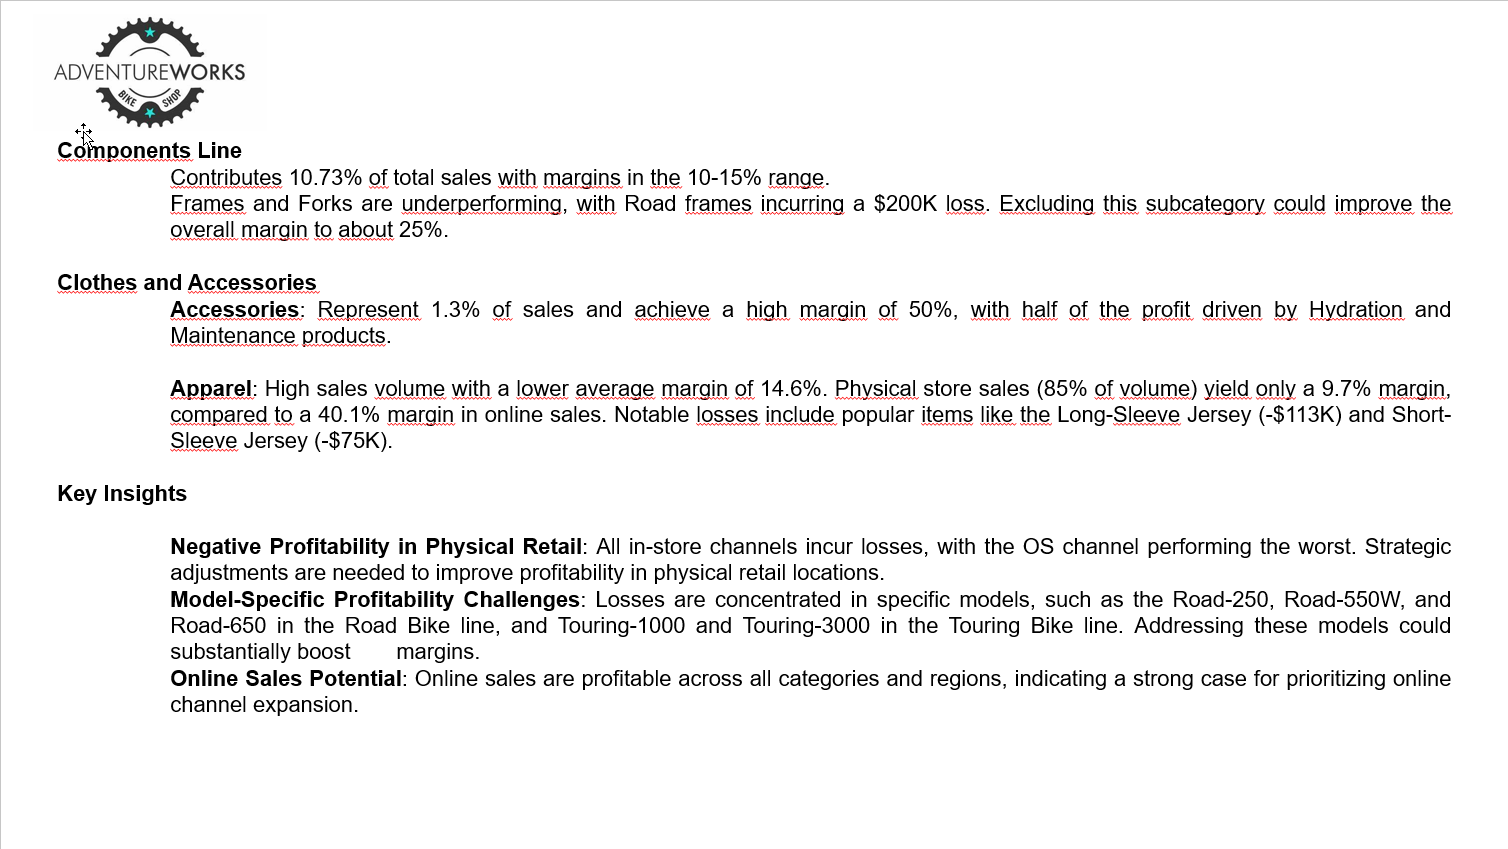 ADVENTUREWORKS
BIKE SHOP
Components Line
Contributes 10.73% of total sales with margins in the 10-15% range.
Frames and Forks are underperforming, with Road frames incurring a $200K loss. Excluding this subcategory could improve the
overall margin to about 25%.
Clothes and Accessories
Accessories: Represent 1.3% of sales and achieve a high margin of 50%, with half of the profit driven by Hydration and
Maintenance products.
Apparel: High sales volume with a lower average margin of 14.6%. Physical store sales (85% of volume) yield only a 9.7% margin,
compared to a 40.1% margin in online sales. Notable losses include popular items like the Long-Sleeve Jersey (-$113K) and Short-
Sleeve Jersey (-$75K).
Key Insights
Negative Profitability in Physical Retail: All in-store channels incur losses, with the OS channel performing the worst. Strategic
adjustments are needed to improve profitability in physical retail locations.
Model-Specific Profitability Challenges: Losses are concentrated in specific models, such as the Road-250, Road-550W, and
Road-650 in the Road Bike line, and Touring-1000 and Touring-3000 in the Touring Bike line. Addressing these models could
substantially boost margins.
Online Sales Potential: Online sales are profitable across all categories and regions, indicating a strong case for prioritizing online
channel expansion.